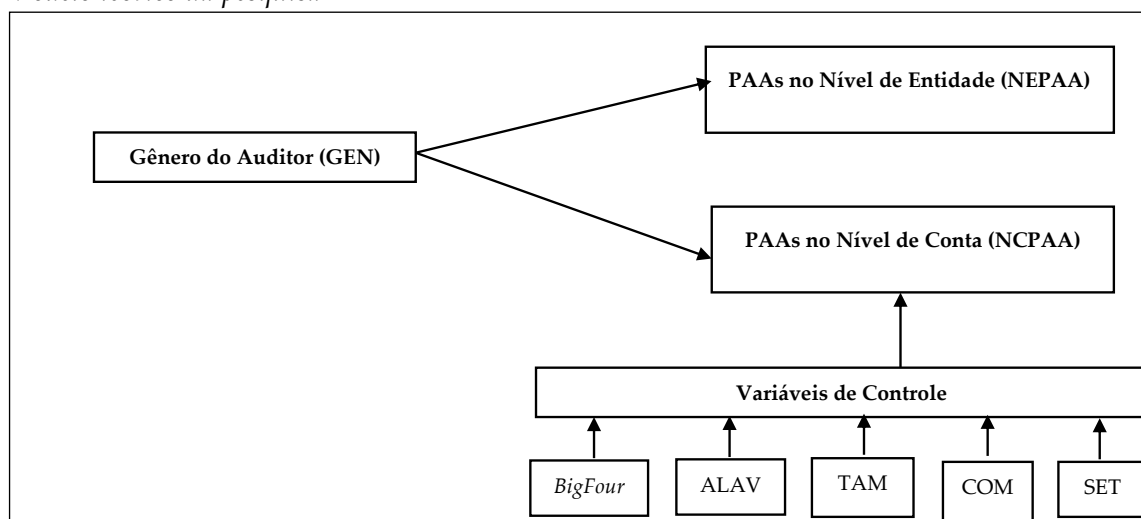 PAAs no Nível de Entidade (NEPAA)
Gênero do Auditor (GEN)
PAAs no Nível de Conta (NCPAA)
Variáveis de Controle
BigFour
ALAV
TAM
COM
SET